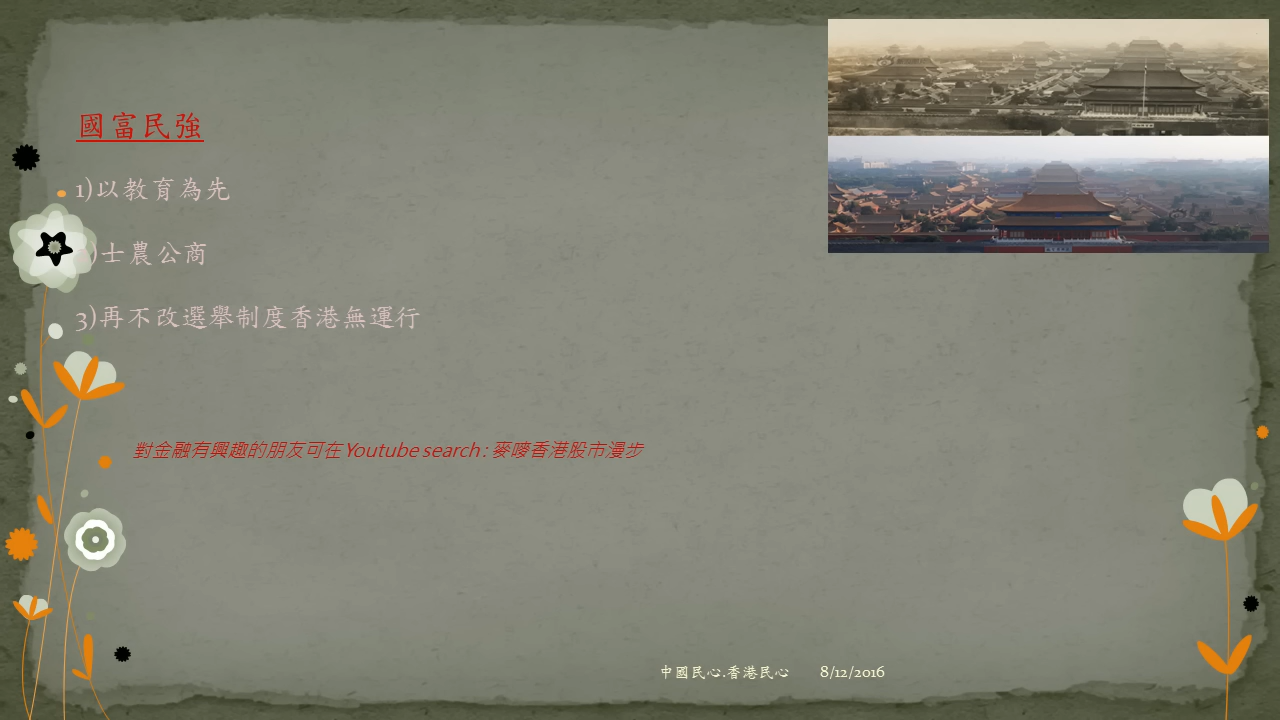 國富民強
1)以教育為先
)士農公商
3)再不改選舉制度香港無運行
對金融有興趣的朋友可在Youtube search : 麥嘜香港股市漫步
中國民心.香港民心 8/12/2016